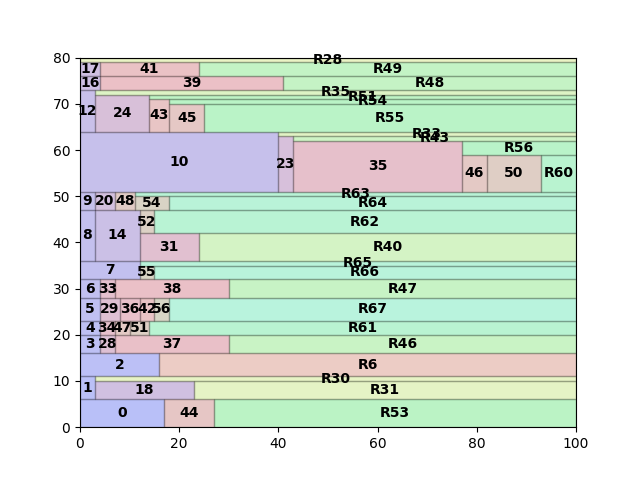 80
R28
17 41 R49
16 39 R48
R35
R51
R54
70
12 24 43 45 R55
R33
R43
60
10 23 35 R56
46 50 R60
R63
50
9 20 48 54 R64
52 R62
8 14
40
31 R40
R65
7 55 R66
30
6 33 38 R47
5 29 36 42 56 R67
4 34 47 51 R61
20
3 28 37 R46
2 R6
R30
10
1 18 R31
0 44 R53
0
0 20 40 60 80 100